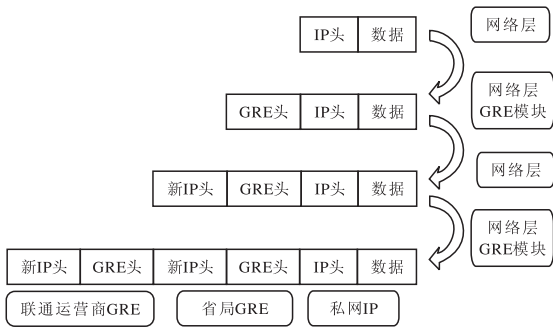 IP头 数据 网络层
GRE头 IP头 数据 网络层
GRE模块
新IP头 GRE头 IP头 数据 网络层
新IP头 GRE头 新IP头 GRE头 IP头 数据 网络层
GRE模块
联通运营商GRE 省局GRE 私网IP